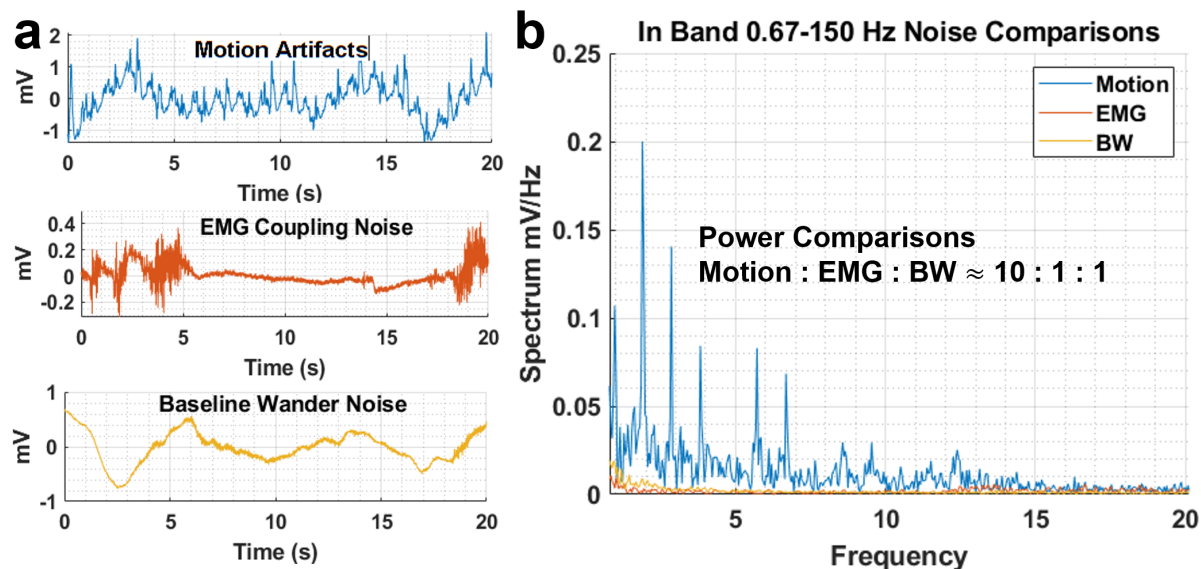 a
Motion Artifacts
2
1
0
-1
mV
0 5 10 15 20
Time (s)
EMG Coupling Noise
0.4
0.2
0
-0.2
mV
0 5 10 15 20
Time (s)
Baseline Wander Noise
1
0
-1
mV
0 5 10 15 20
Time (s)
b
In Band 0.67-150 Hz Noise Comparisons
0.25
0.2
0.15
0.1
0.05
0
Spectrum mV/Hz
Motion
EMG
BW
Power Comparisons
Motion : EMG : BW ≈ 10 : 1 : 1
5 10 15 20
Frequency